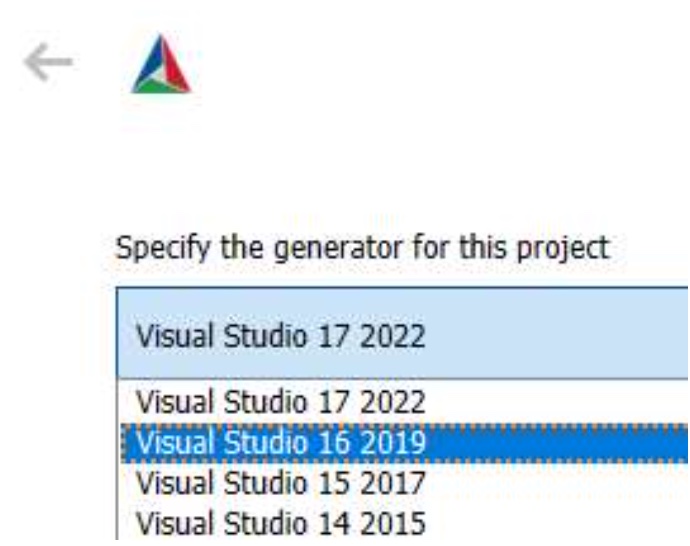 Specify the generator for this project
Visual Studio 17 2022
Visual Studio 17 2022
Visual Studio 16 2019
Visual Studio 15 2017
Visual Studio 14 2015